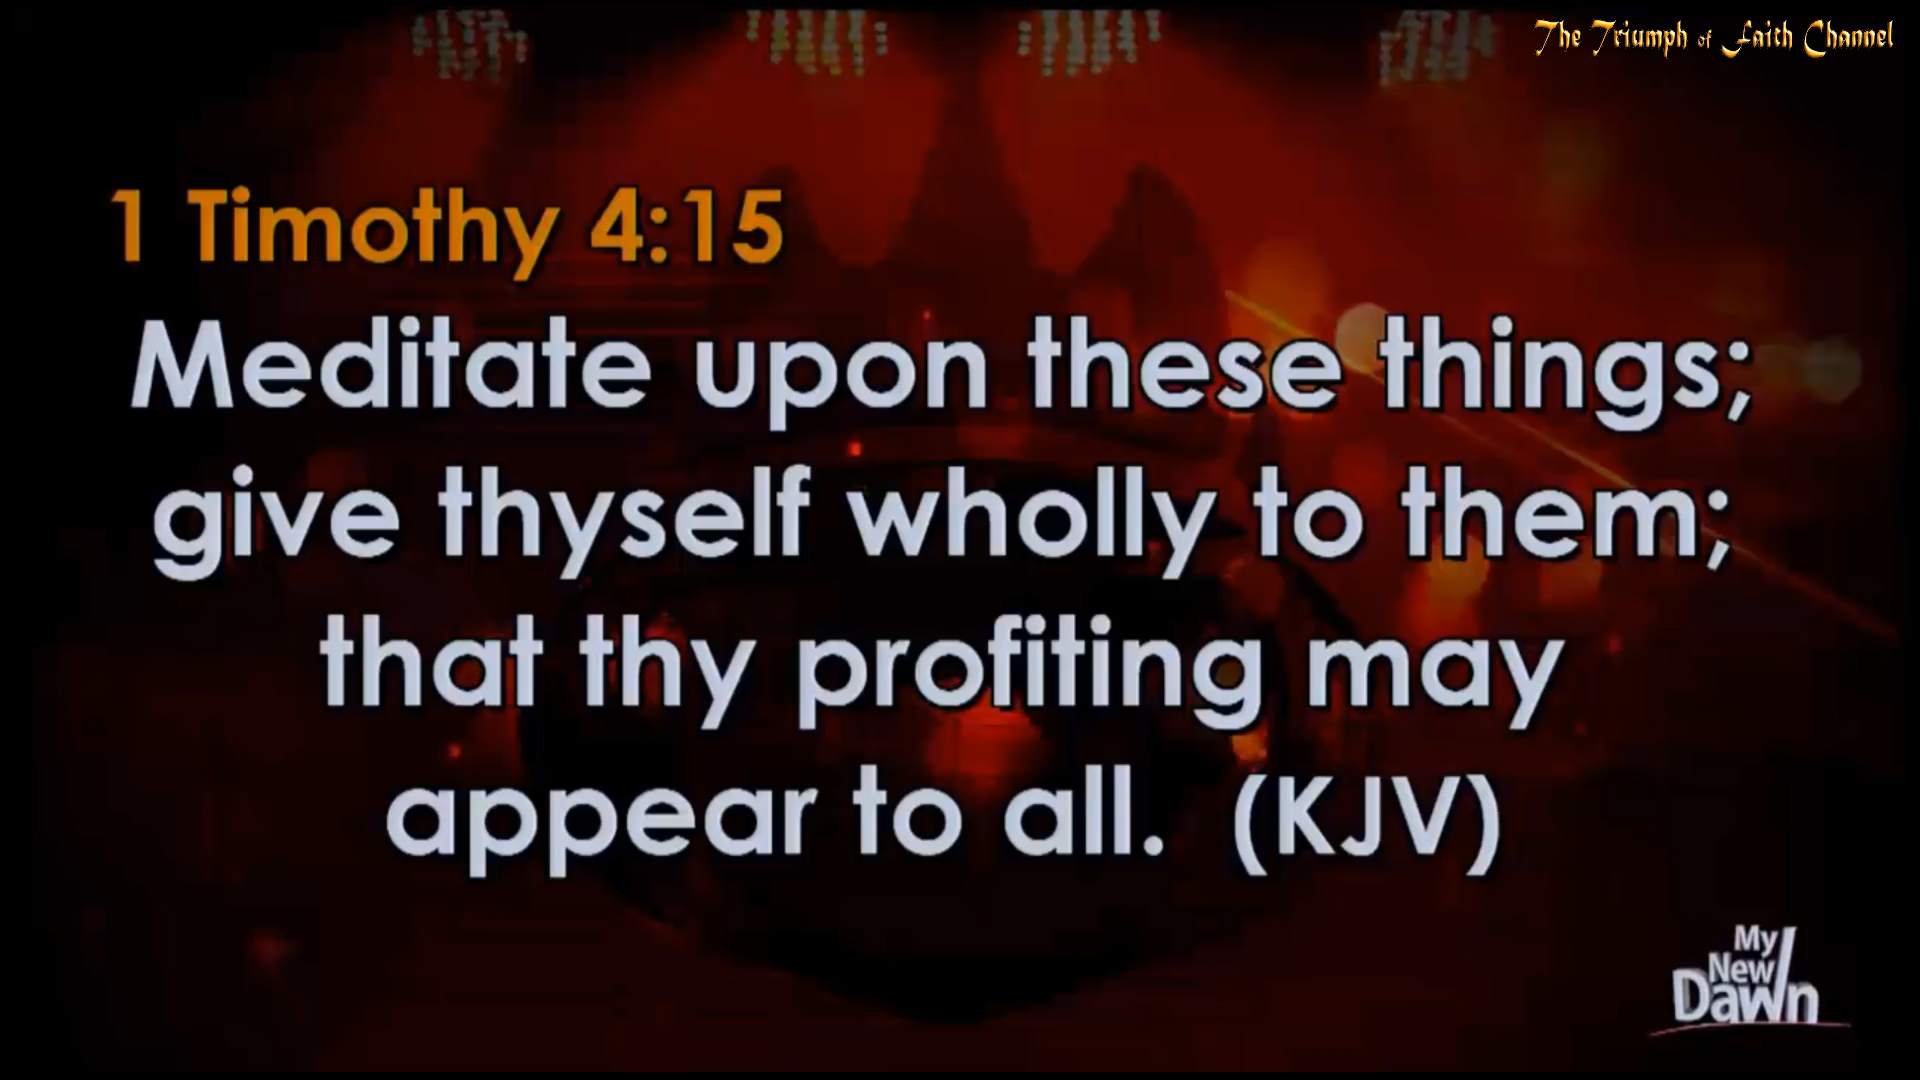 The Triumph of Faith Channel
1 Timothy 4:15
Meditate upon these things;
give thyself wholly to them;
that thy profiting may
appear to all. (KJV)
My
New
Dawn